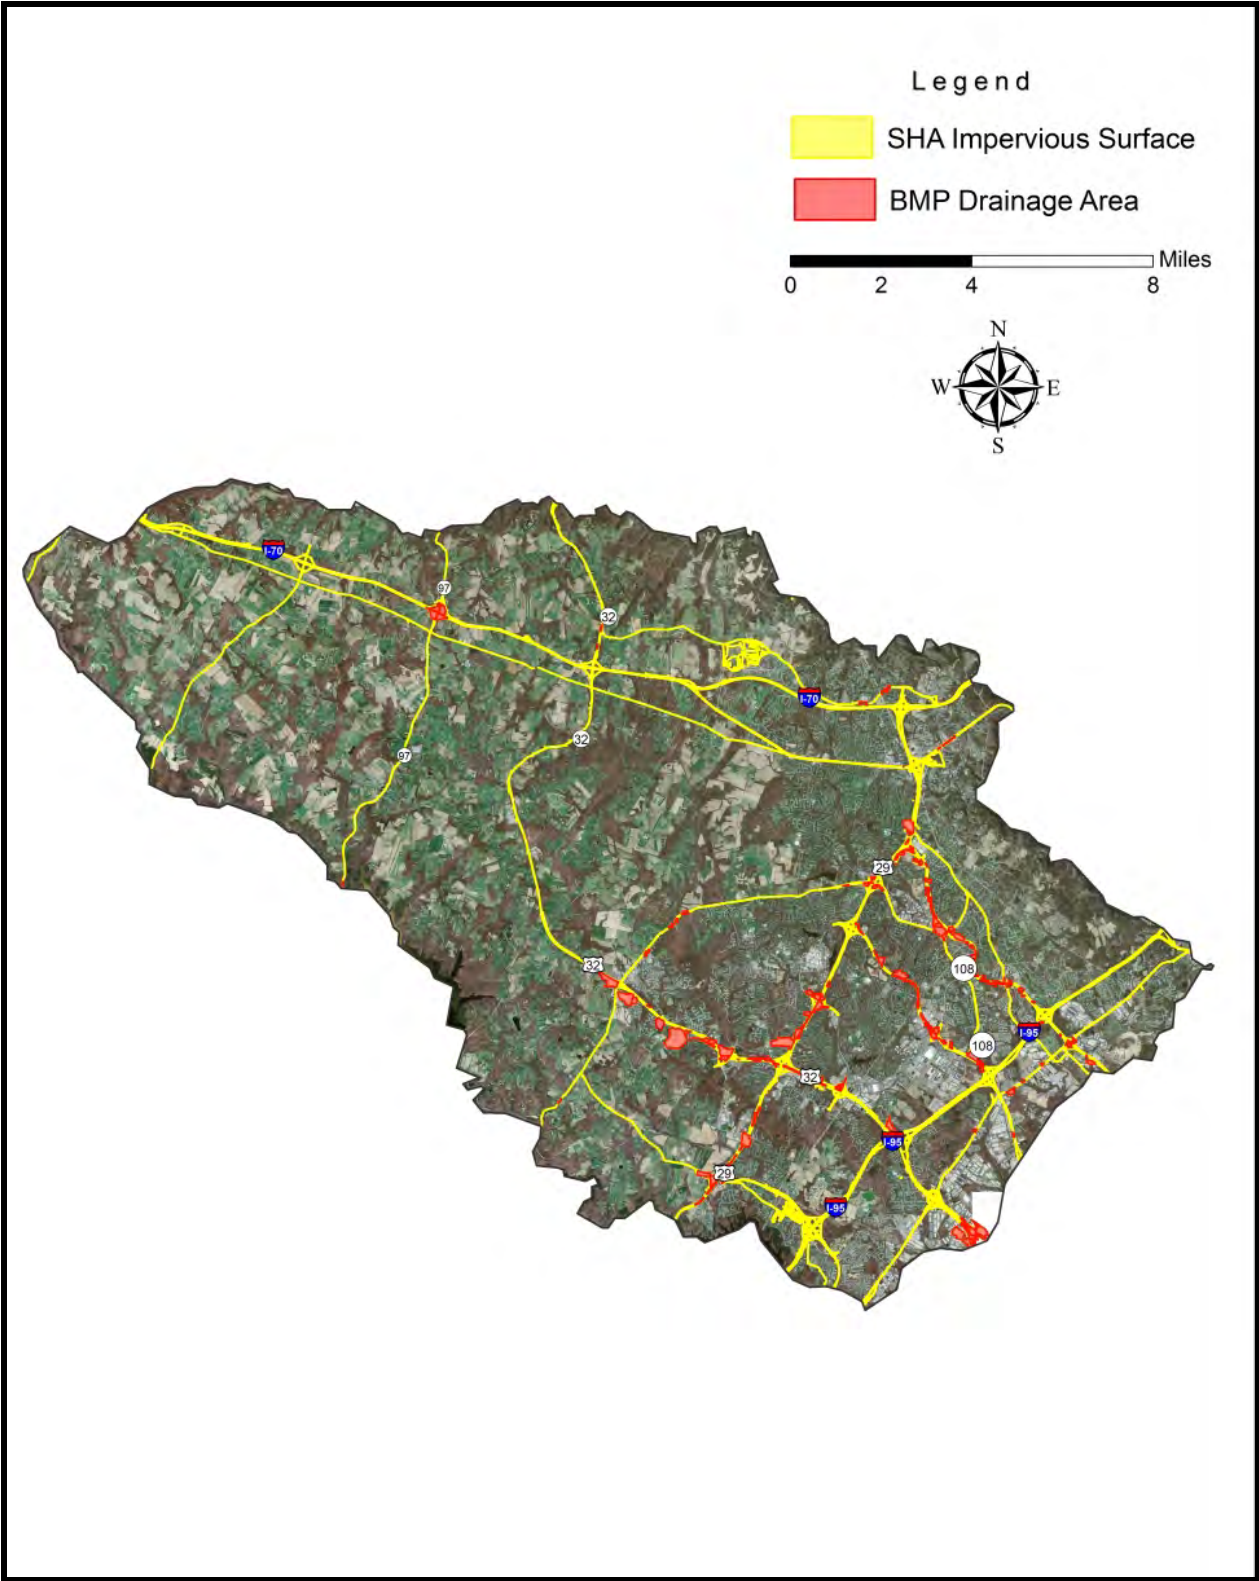 Legend
SHA Impervious Surface
BMP Drainage Area
Miles
0 2 4 8
N
W E
S
I-70
97
32
I-70
32
97
29
32
108
I-95
108
32
I-95
29
I-95